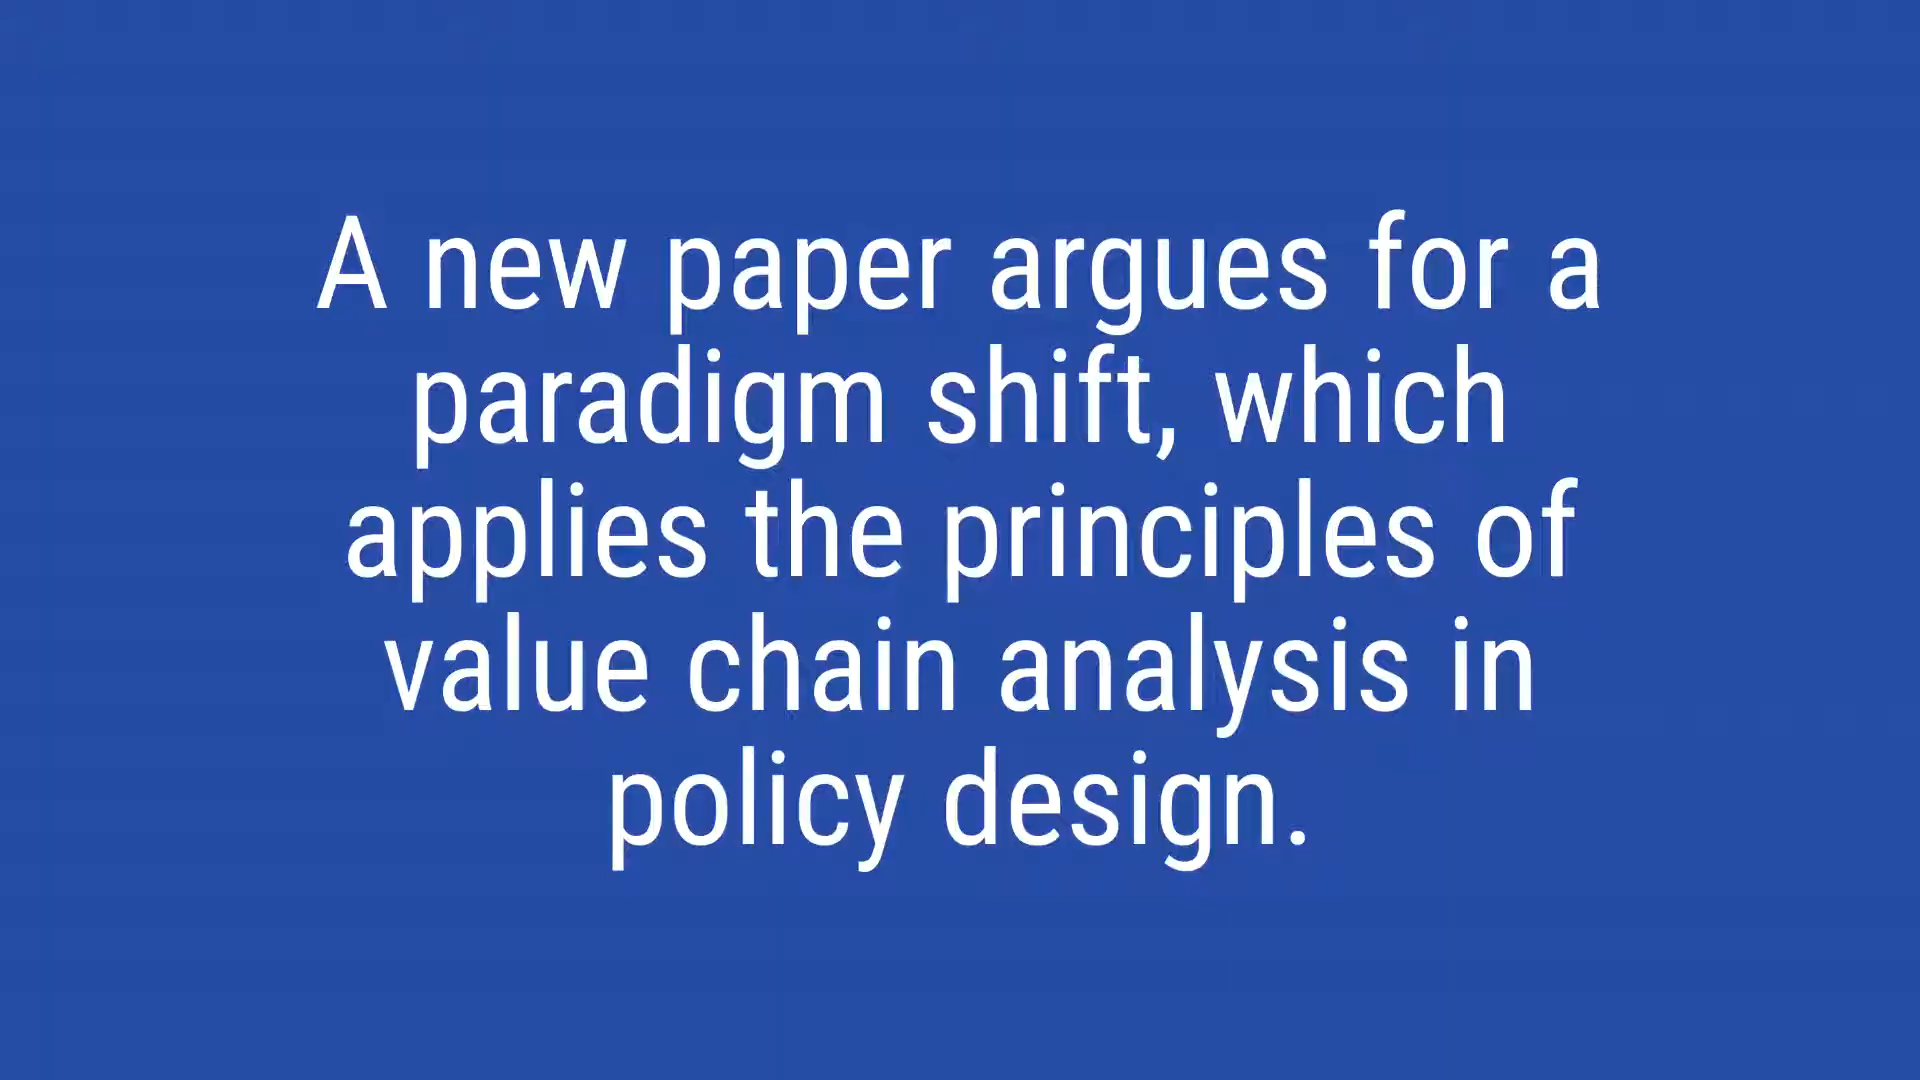 A new paper argues for a
paradigm shift, which
applies the principles of
value chain analysis in
policy design.